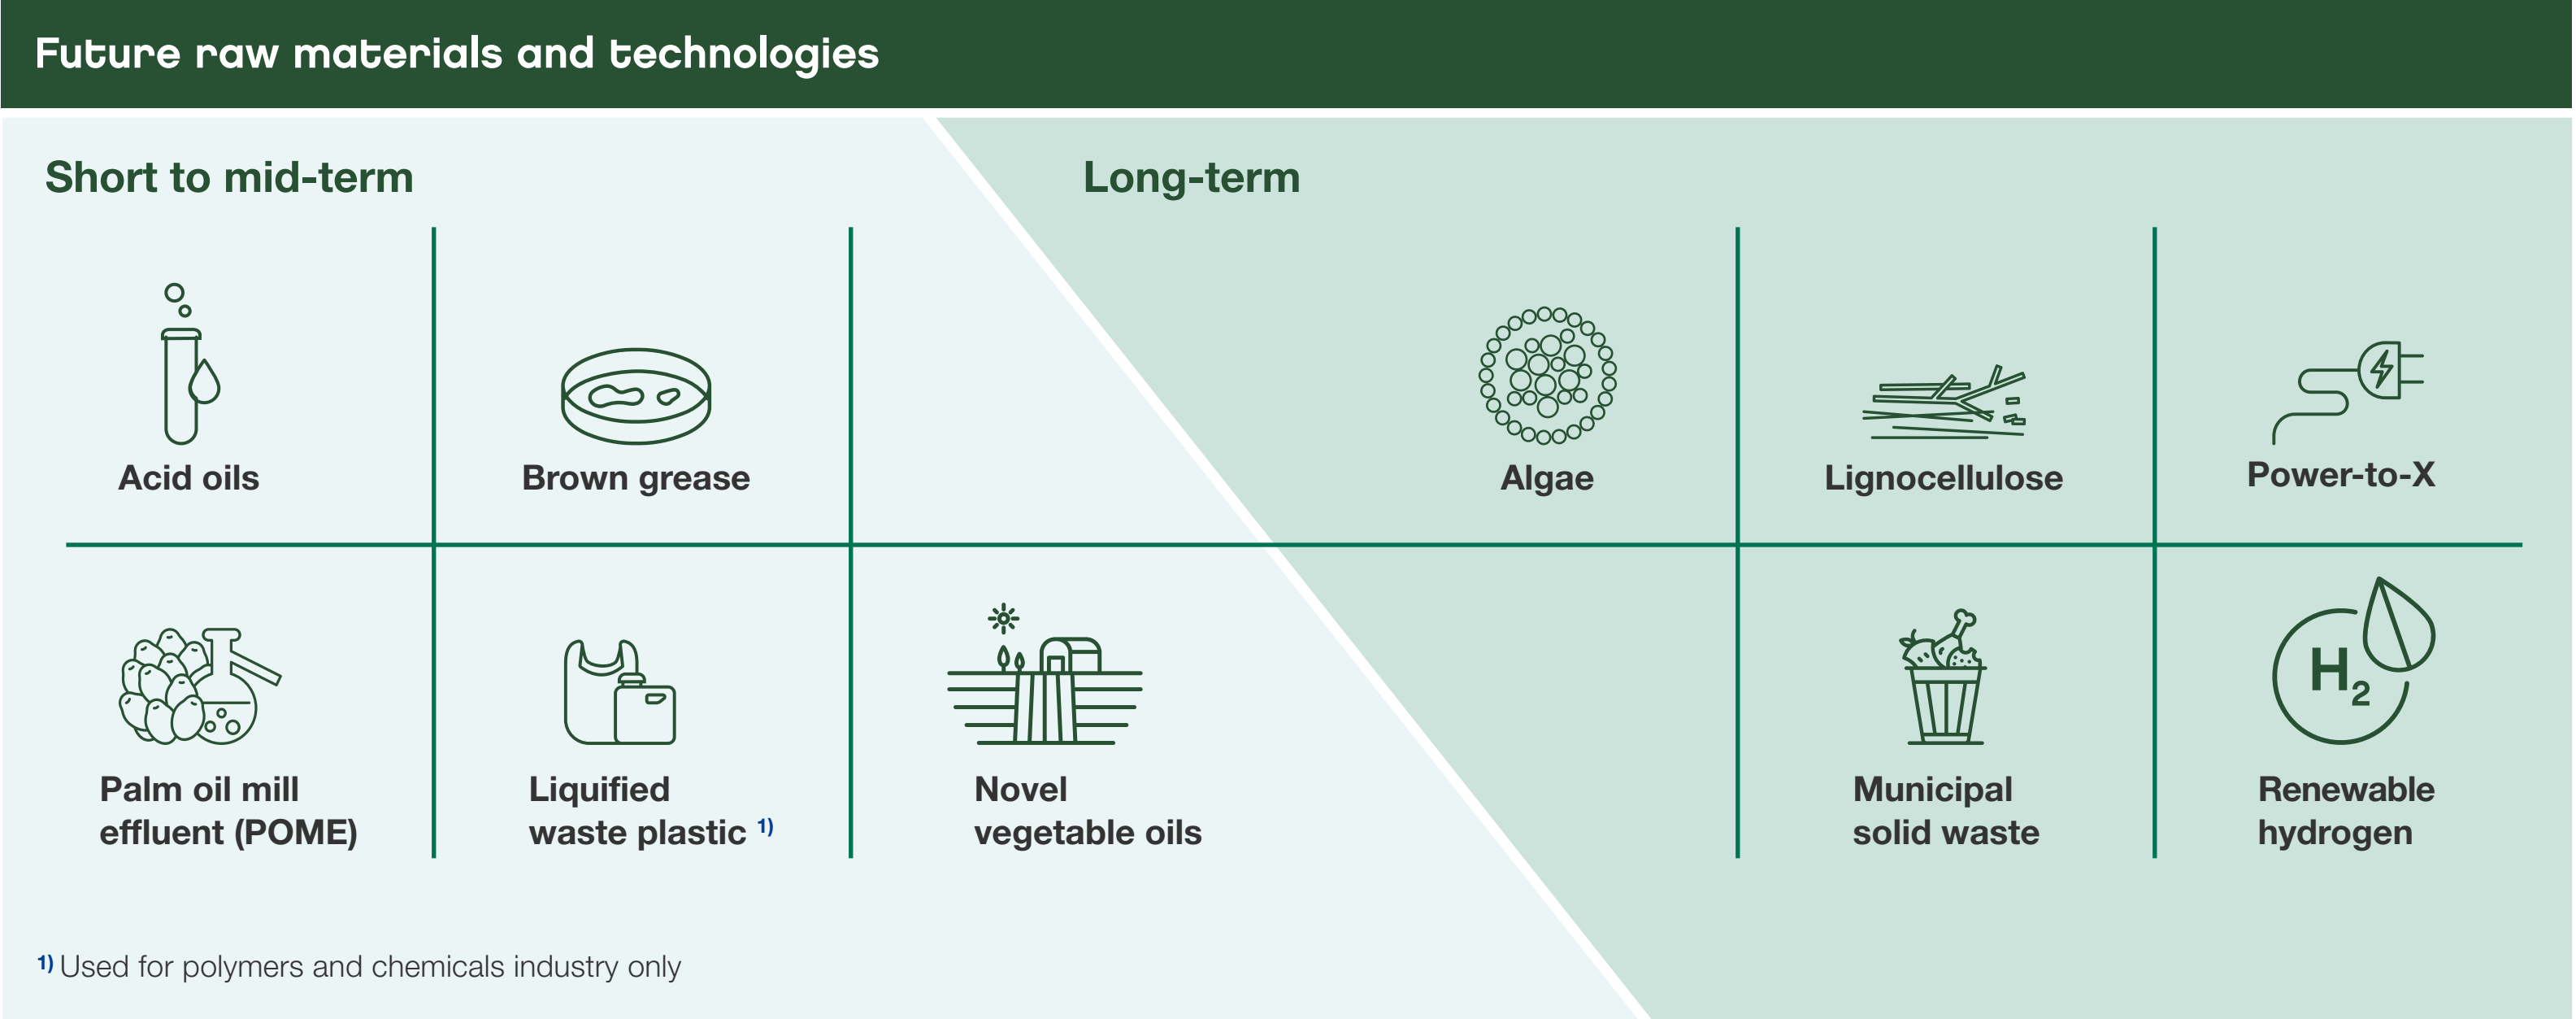 Future raw materials and technologies
Short to mid-term
Long-term
Acid oils
Brown grease
Algae
Lignocellulose
Power-to-X
Palm oil mill
effluent (POME)
Liquified
waste plastic 1)
Novel
vegetable oils
Municipal
solid waste
H2
Renewable
hydrogen
1) Used for polymers and chemicals industry only